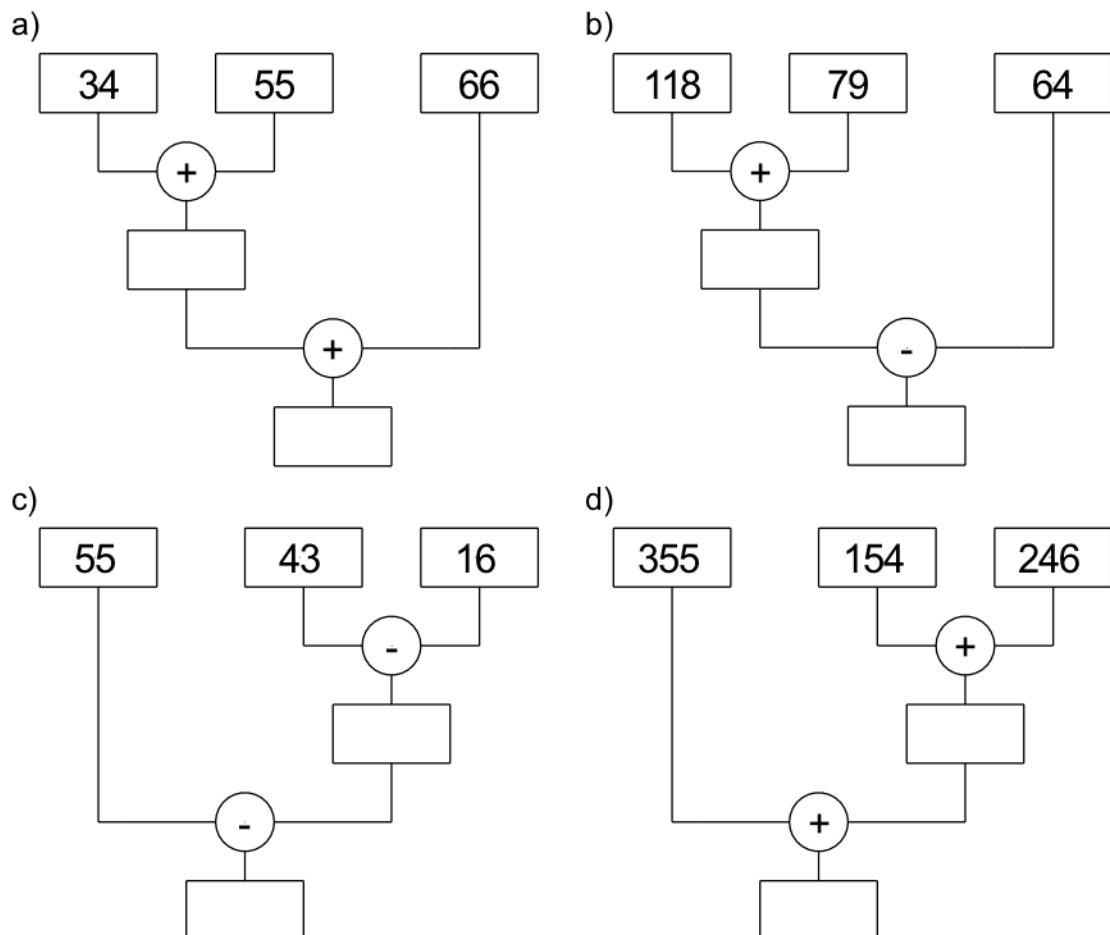 a)
34 55 66
+
+
b)
118 79 64
+
-
c)
55 43 16
-
-
d)
355 154 246
+
+